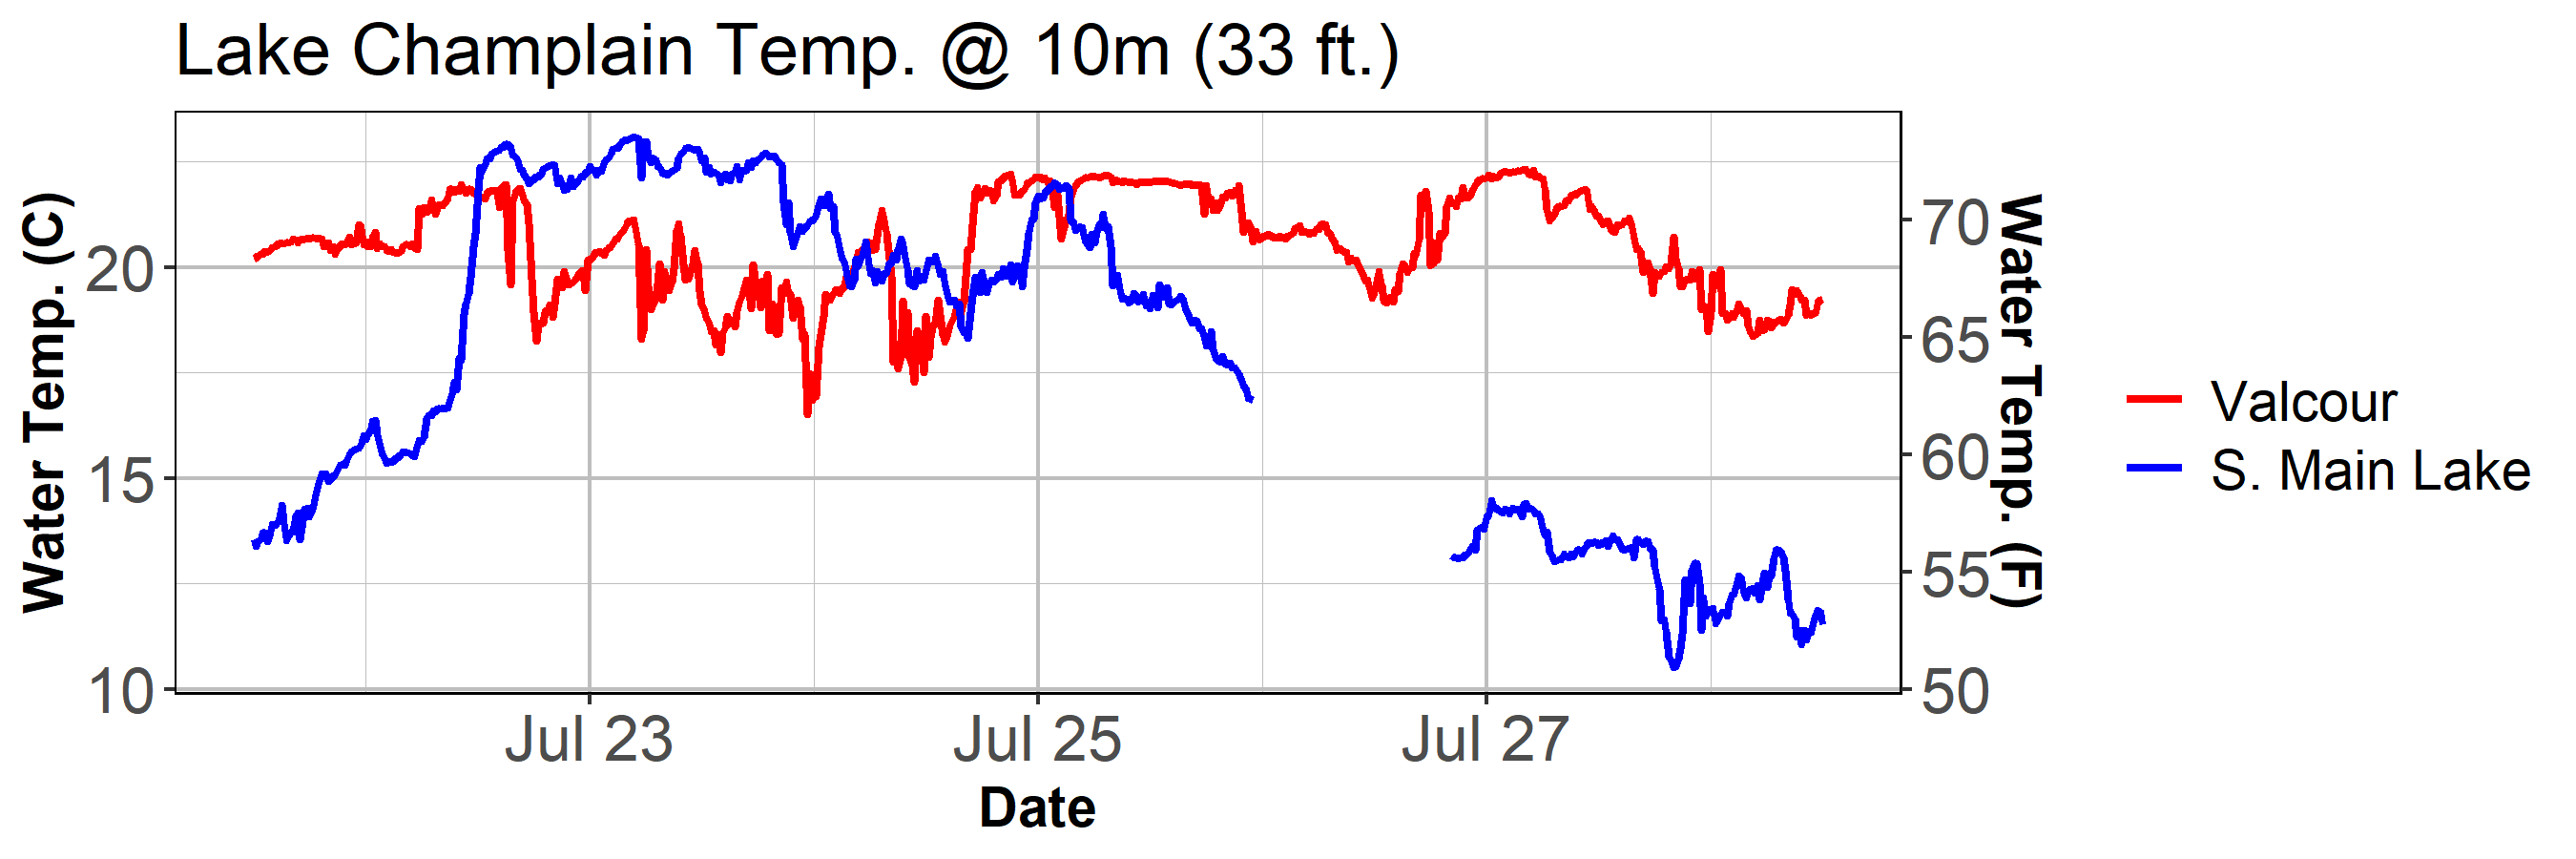 Lake Champlain Temp. @ 10m (33 ft.)
Water Temp. (C)
20
15
10
70
65
60
55
50
Water Temp. (F)
Jul 23
Jul 25
Jul 27
Date
Valcour
S. Main Lake